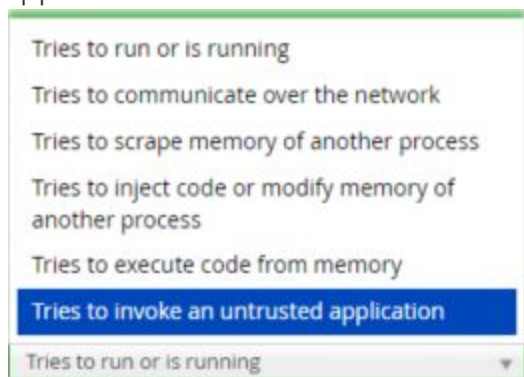 Tries to run or is running
Tries to communicate over the network
Tries to scrape memory of another process
Tries to inject code or modify memory of
another process
Tries to execute code from memory
Tries to invoke an untrusted application
Tries to run or is running